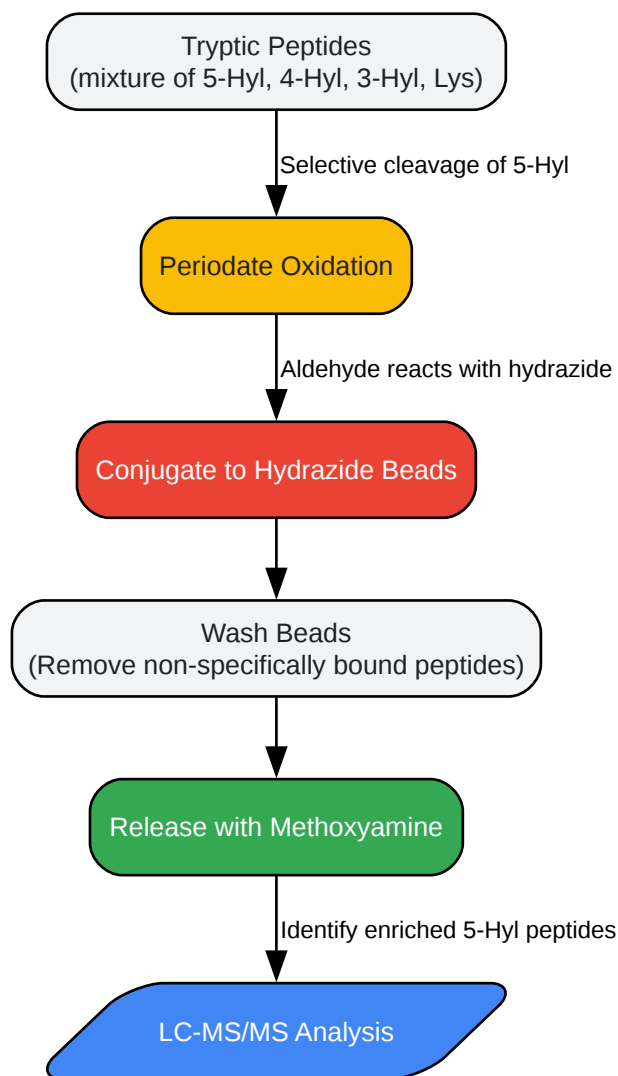 Tryptic Peptides
(mixture of 5-Hyl, 4-Hyl, 3-Hyl, Lys)
Selective cleavage of 5-Hyl
Periodate Oxidation
Aldehyde reacts with hydrazide
Conjugate to Hydrazide Beads
Wash Beads
(Remove non-specifically bound peptides)
Release with Methoxyamine
Identify enriched 5-Hyl peptides
LC-MS/MS Analysis